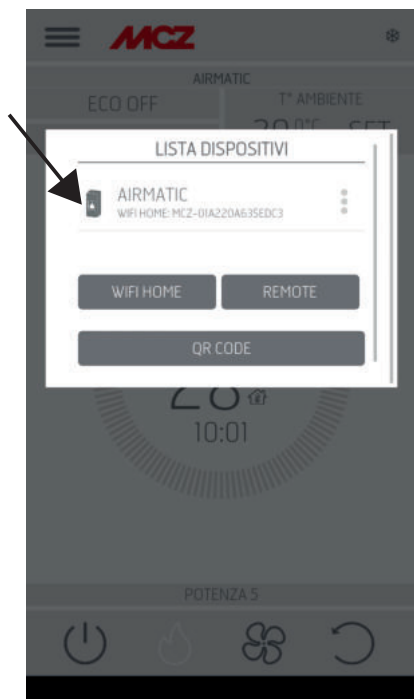 MCZ
AIRMATIC
ECO OFF
T° AMBIENTE
SET
LISTA DISPOSITIVI
AIRMATIC
WIFI HOME: MCZ-01A220A635EDC3
WIFI HOME
REMOTE
QR CODE
10:01
POTENZA 5